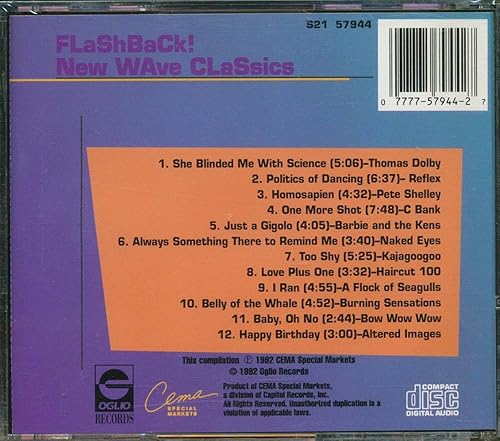 S21 57944
FLaShBaCk!
New WAve CLaSsics
0 7777-57944-2 7
1. She Blinded Me With Science (5:06)–Thomas Dolby
2. Politics of Dancing (6:37)– Reflex
3. Homosapien (4:32)–Pete Shelley
4. One More Shot (7:48)–C Bank
5. Just a Gigolo (4:05)–Barbie and the Kens
6. Always Something There to Remind Me (3:40)–Naked Eyes
7. Too Shy (5:25)–Kajagoogoo
8. Love Plus One (3:32)–Haircut 100
9. I Ran (4:55)–A Flock of Seagulls
10. Belly of the Whale (4:52)–Burning Sensations
11. Baby, Oh No (2:44)–Bow Wow Wow
12. Happy Birthday (3:00)–Altered Images
This compilation ℗ 1992 CEMA Special Markets
© 1992 Oglio Records
OGLIO
RECORDS
Cema
SPECIAL
MARKETS
Product of CEMA Special Markets,
a division of Capitol Records, Inc.
All Rights Reserved. Unauthorized duplication is a
violation of applicable laws.
COMPACT
disc
DIGITAL AUDIO